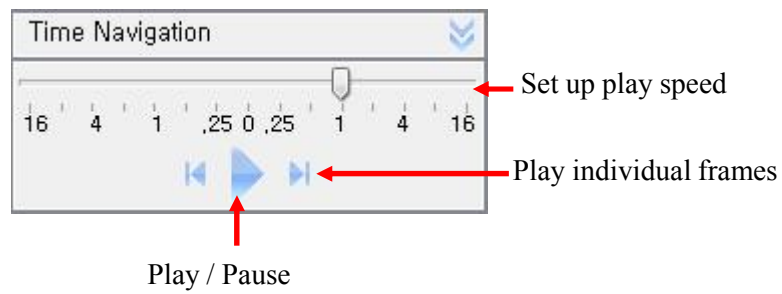 Time Navigation
Set up play speed
16 4 1 ,25 0 ,25 1 4 16
Play individual frames
Play / Pause